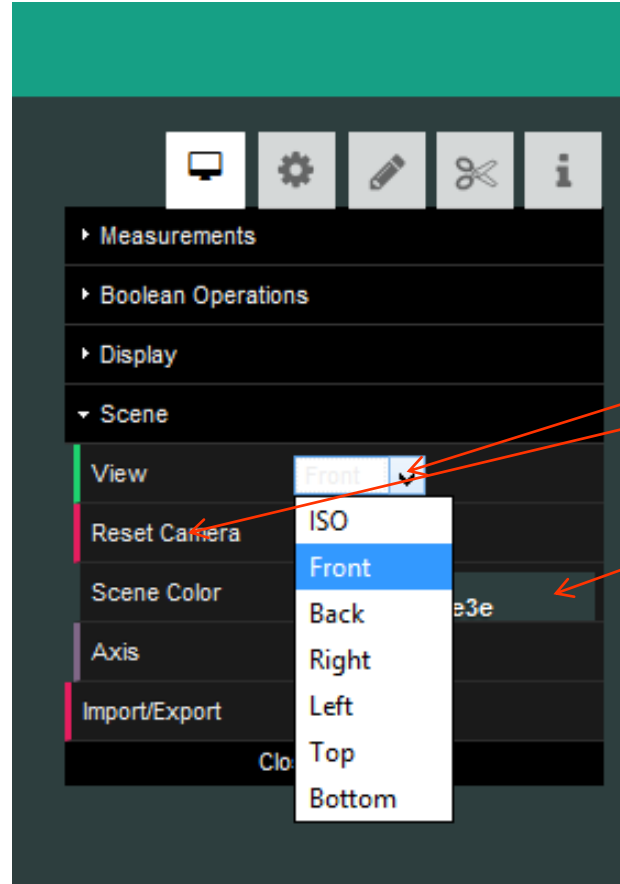 Measurements
Boolean Operations
Display
Scene
View Front
Reset Camera
ISO
Front
Scene Color e3e
Back
Axis
Right
Import/Export
Left
Clo
Top
Bottom